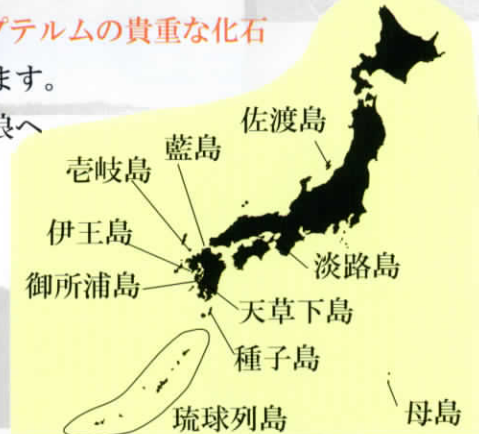 プテルムの貴重な化石
ます。
へ
佐渡島
藍島
壱岐島
伊王島
淡路島
御所浦島
天草下島
種子島
琉球列島
母島